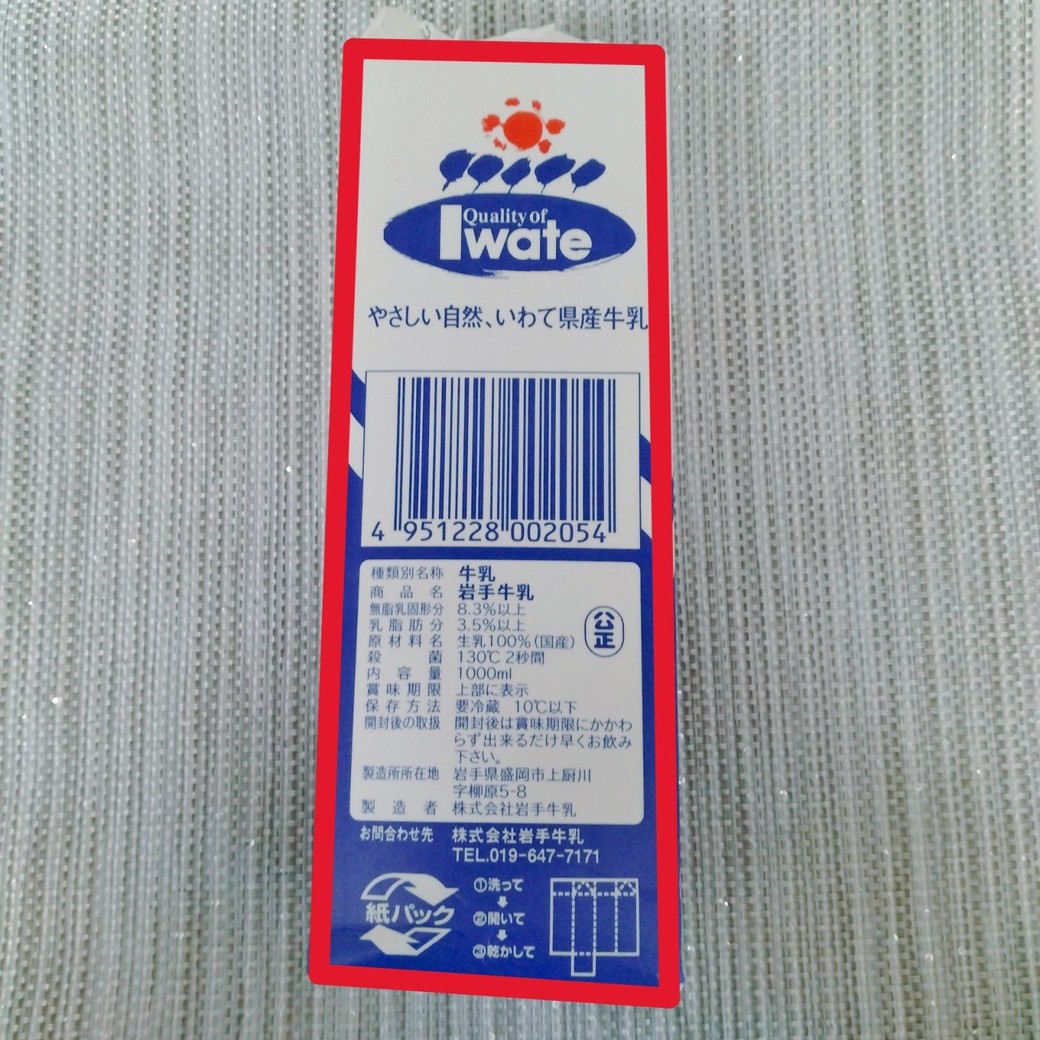 Quality of
Iwate
やさしい自然、いわて県産牛乳
4 951228 002054
種類別名称 牛乳
商品名 岩手牛乳
無脂乳固形分 8.3%以上
乳脂肪分 3.5%以上
原材料名 生乳100%(国産)
公正
殺菌 130℃ 2秒間
内容量 1000ml
賞味期限 上部に表示
保存方法 要冷蔵 10℃以下
開封後の取扱 開封後は賞味期限にかかわ
らず出来るだけ早くお飲み
下さい。
製造所所在地 岩手県盛岡市上厨川
字柳原5-8
製造者 株式会社岩手牛乳
お問合わせ先 株式会社岩手牛乳
TEL.019-647-7171
紙パック
①洗って
②開いて
③乾かして